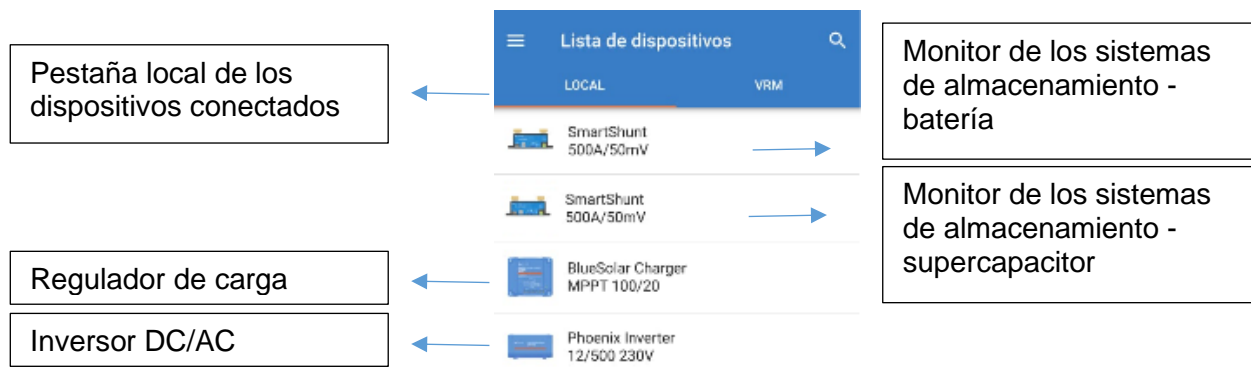 Pestaña local de los
dispositivos conectados
Regulador de carga
Inversor DC/AC
Lista de dispositivos
LOCAL VRM
SmartShunt
500A/50mV
SmartShunt
500A/50mV
BlueSolar Charger
MPPT 100/20
Phoenix Inverter
12/500 230V
Monitor de los sistemas
de almacenamiento -
batería
Monitor de los sistemas
de almacenamiento -
supercapacitor